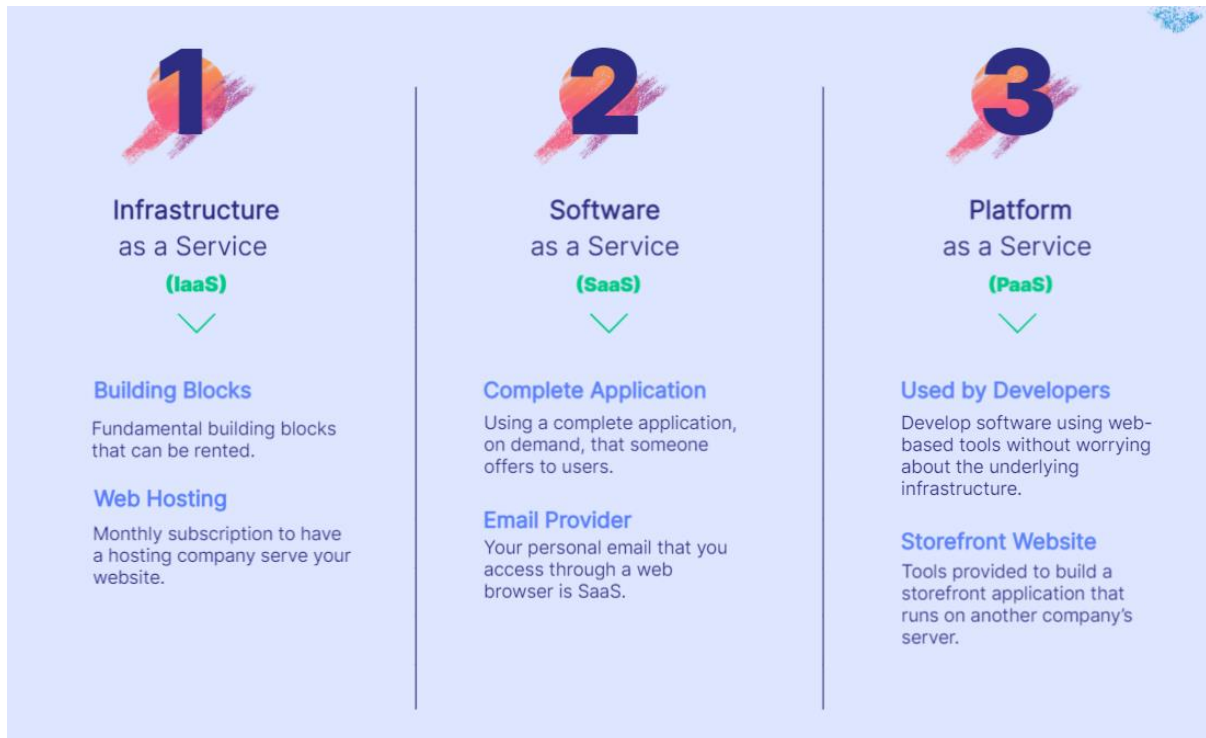 1
Infrastructure
as a Service
(IaaS)
Building Blocks
Fundamental building blocks
that can be rented.
Web Hosting
Monthly subscription to have
a hosting company serve your
website.
2
Software
as a Service
(SaaS)
Complete Application
Using a complete application,
on demand, that someone
offers to users.
Email Provider
Your personal email that you
access through a web
browser is SaaS.
3
Platform
as a Service
(PaaS)
Used by Developers
Develop software using web-
based tools without worrying
about the underlying
infrastructure.
Storefront Website
Tools provided to build a
storefront application that
runs on another company's
server.